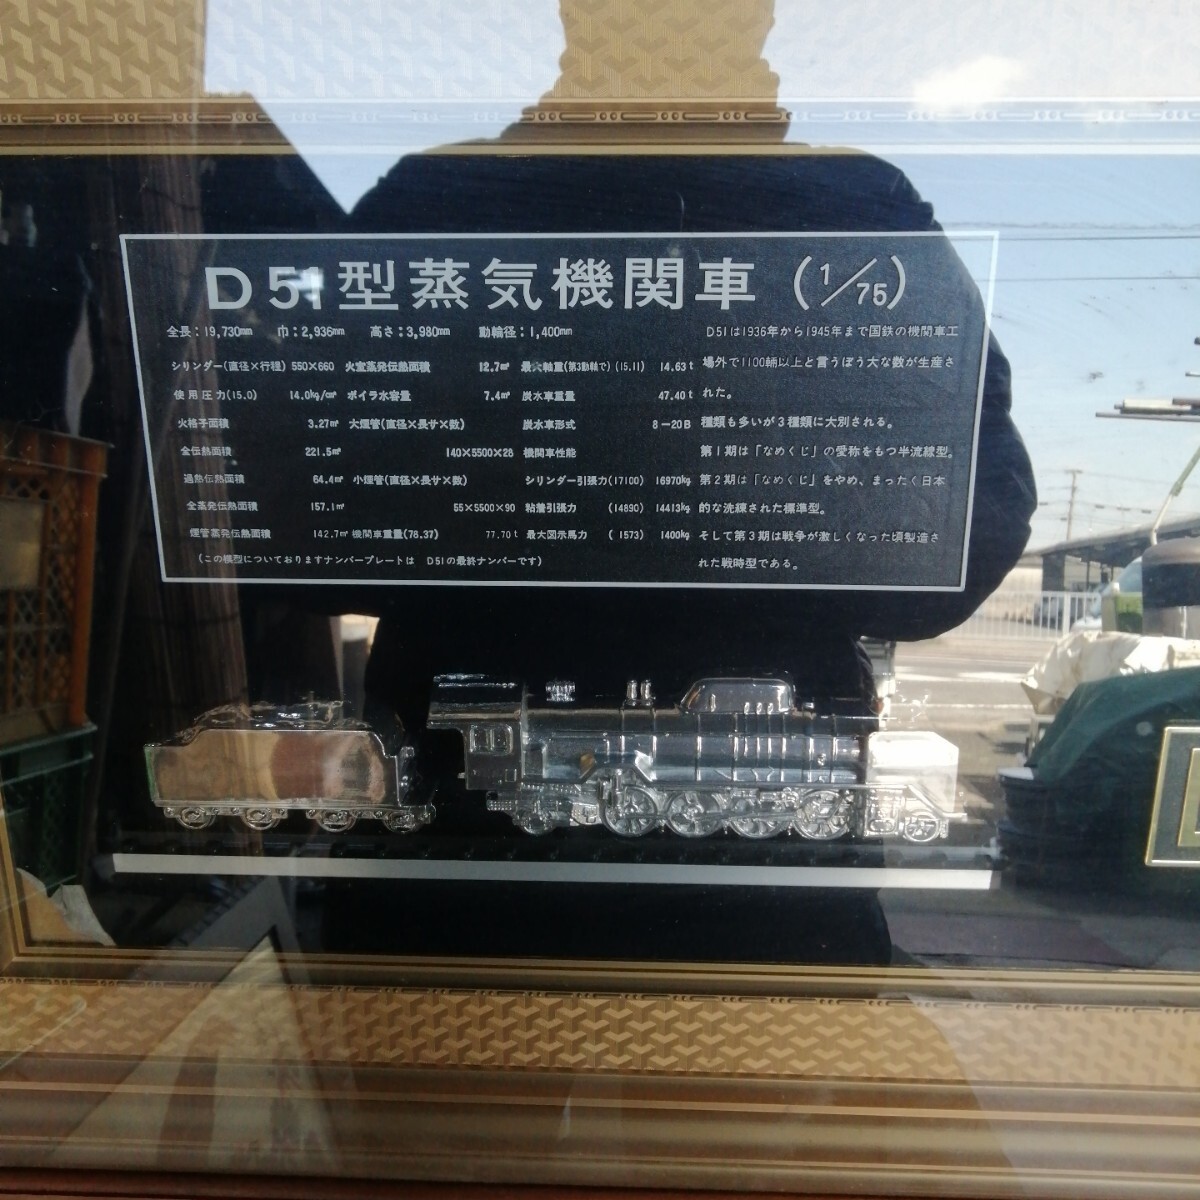 D51型蒸気機関車(1/75)
全長:19,730㎜ 巾:2,936㎜ 高さ:3,980㎜ 動輪径:1,400㎜
シリンダー(直径×行程) 550×660 火室蒸発伝熱面積 12.7㎡ 最大軸重(第3動軸で)(15.11) 14.63t
使用圧力(15.0) 14.0kg/c㎡ ボイラ水容量 7.4㎥ 炭水車重量 47.40t
火格子面積 3.27㎡ 大煙管(直径×長サ×数) 炭水車形式 8-20B
全伝熱面積 221.5㎡ 140×5500×28 機関車性能
過熱伝熱面積 64.4㎡ 小煙管(直径×長サ×数) シリンダー引張力(17100) 16970kg
全蒸発伝熱面積 157.1㎡ 55×5500×90 粘着引張力 (14890) 14413kg
煙管蒸発伝熱面積 142.7㎡ 機関車重量(78.37) 77.70t 最大図示馬力 (1573) 1400kg
(この模型についておりますナンバープレートは D51の最終ナンバーです)
D51は1936年から1945年まで国鉄の機関車工
場外で1100輌以上と言うぼう大な数が生産さ
れた。
種類も多いが3種類に大別される。
第1期は「なめくじ」の愛称をもつ半流線型。
第2期は「なめくじ」をやめ、まったく日本
的な洗練された標準型。
そして第3期は戦争が激しくなった頃製造さ
れた戦時型である。